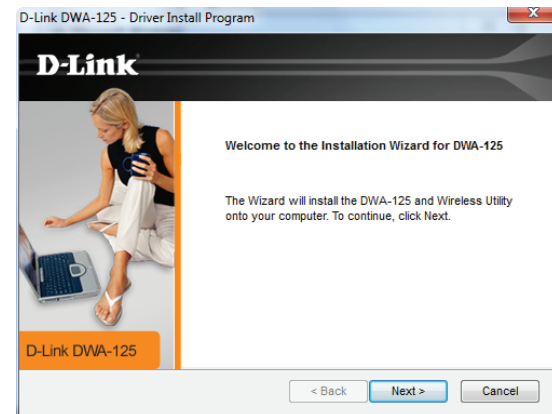 D-Link DWA-125 - Driver Install Program
D-Link
Welcome to the Installation Wizard for DWA-125
The Wizard will install the DWA-125 and Wireless Utility
onto your computer. To continue, click Next.
D-Link DWA-125
< Back
Next >
Cancel